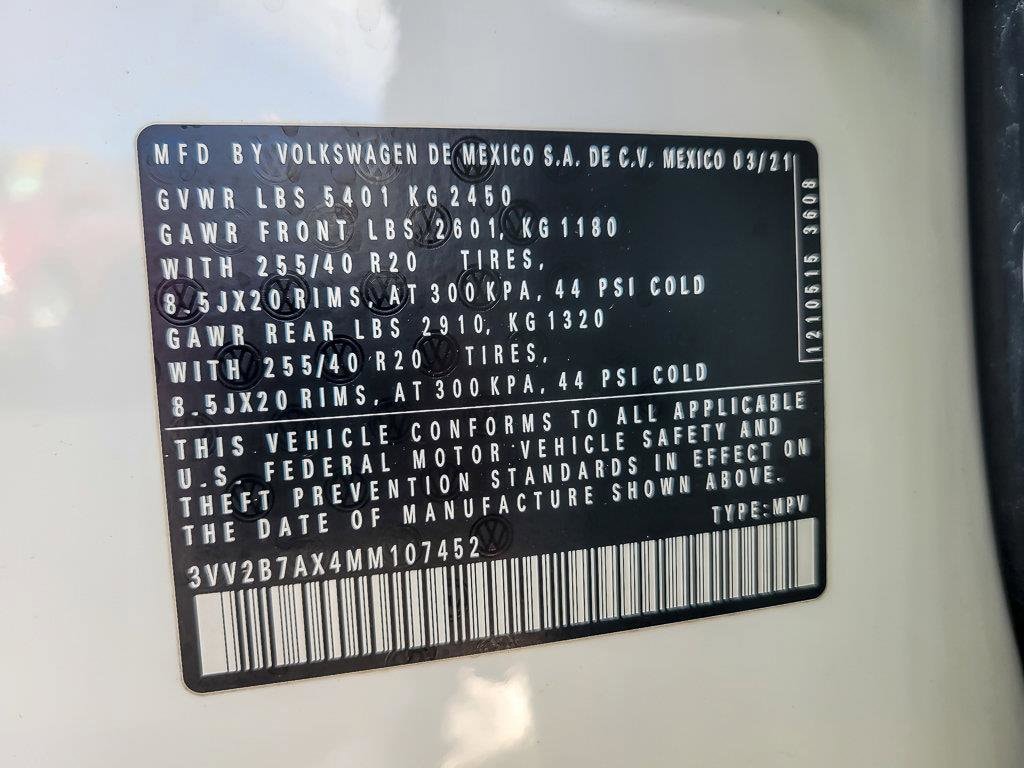 MFD BY VOLKSWAGEN DE MEXICO S.A. DE C.V. MEXICO 03/21
GVWR LBS 5401 KG 2450
GAWR FRONT LBS 2601, KG 1180
WITH 255/40 R20 TIRES,
8.5JX20 RIMS, AT 300 KPA, 44 PSI COLD
GAWR REAR LBS 2910, KG 1320
WITH 255/40 R20 TIRES,
8.5JX20 RIMS, AT 300 KPA, 44 PSI COLD
1210515 3608
THIS VEHICLE CONFORMS TO ALL APPLICABLE
U.S. FEDERAL MOTOR VEHICLE SAFETY AND
THEFT PREVENTION STANDARDS IN EFFECT ON
THE DATE OF MANUFACTURE SHOWN ABOVE.
TYPE: MPV
3VV2B7AX4MM107452